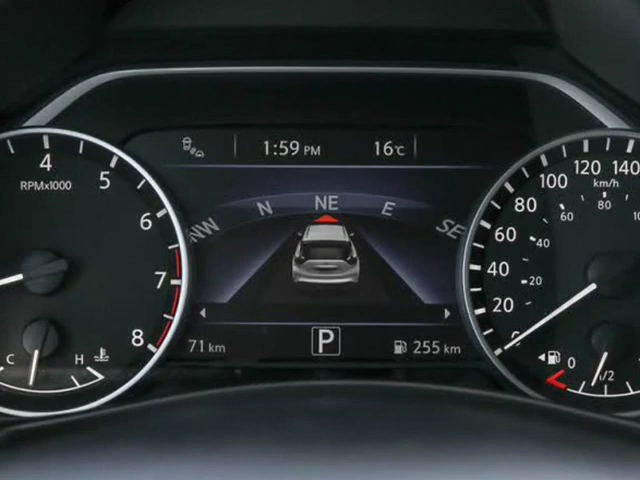 1:59 PM 16°C
NW N NE E SE
4 5 6 7 8
RPMx1000
C H
71 km P 255 km
0 20 40 60 80 100 120 140
km/h
20 40 60 80
0 1/2